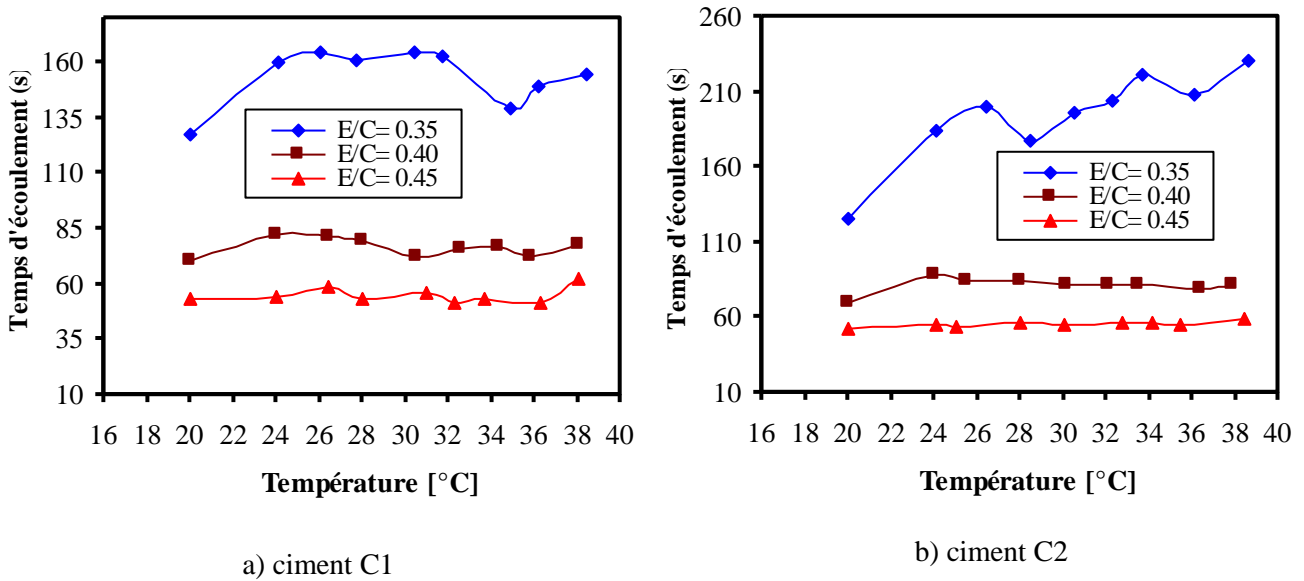 Temps d'écoulement (s)
160
135
110
85
60
35
10
E/C= 0.35
E/C= 0.40
E/C= 0.45
16 18 20 22 24 26 28 30 32 34 36 38 40
Température [°C]
a) ciment C1
Temps d'écoulement (s)
260
210
160
110
60
10
E/C= 0.35
E/C= 0.40
E/C= 0.45
16 18 20 22 24 26 28 30 32 34 36 38 40
Température [°C]
b) ciment C2